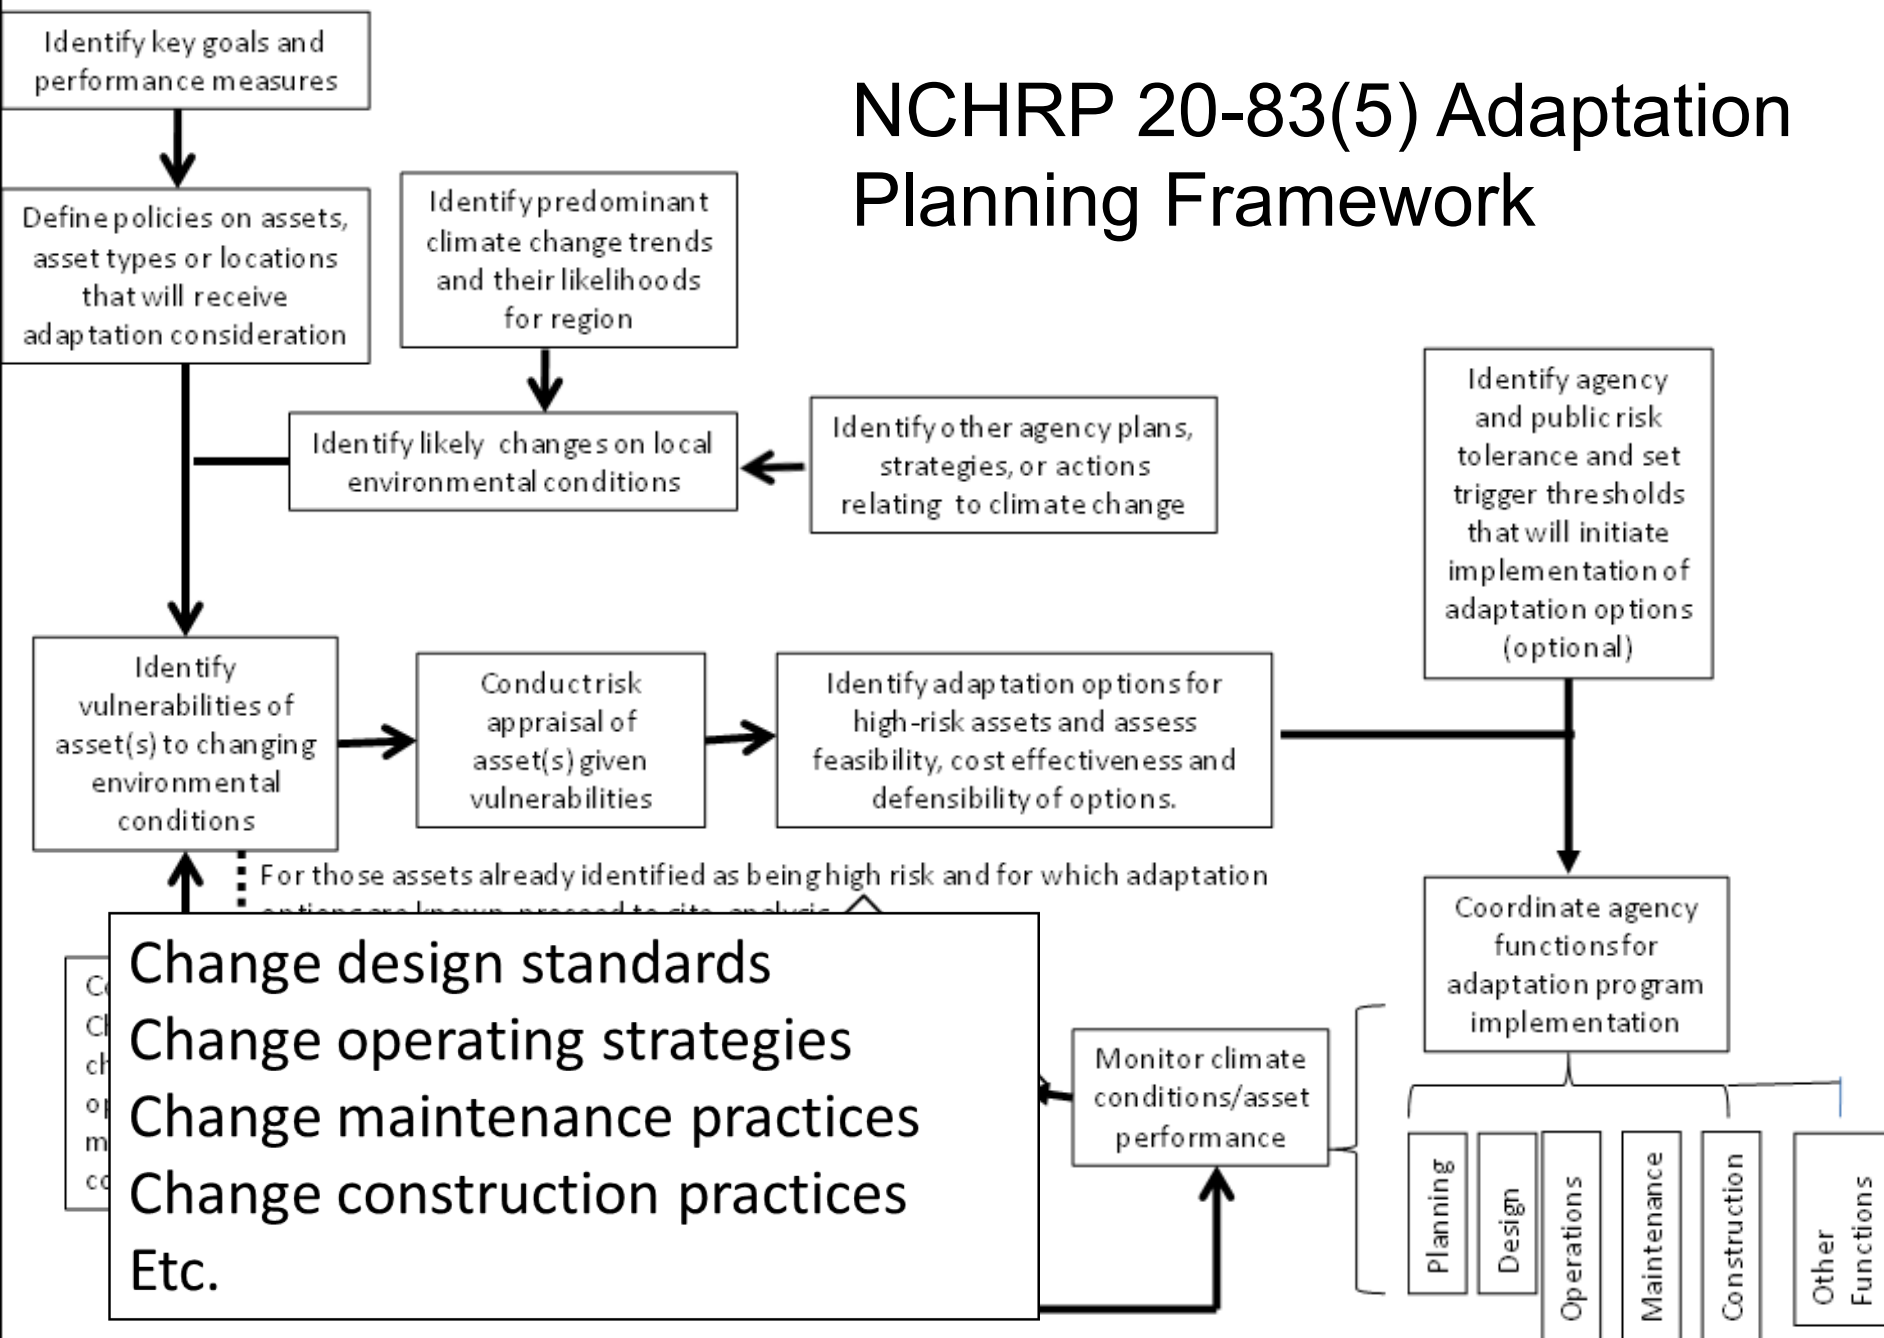 NCHRP 20-83(5) Adaptation
Planning Framework
Identify key goals and
performance measures
Define policies on assets,
asset types or locations
that will receive
adaptation consideration
Identify predominant
climate change trends
and their likelihoods
for region
Identify likely changes on local
environmental conditions
Identify other agency plans,
strategies, or actions
relating to climate change
Identify agency
and public risk
tolerance and set
trigger thresholds
that will initiate
implementation of
adaptation options
(optional)
Identify
vulnerabilities of
asset(s) to changing
environmental
conditions
Conduct risk
appraisal of
asset(s) given
vulnerabilities
Identify adaptation options for
high-risk assets and assess
feasibility, cost effectiveness and
defensibility of options.
For those assets already identified as being high risk and for which adaptation
Change design standards
Change operating strategies
Change maintenance practices
Change construction practices
Etc.
Monitor climate
conditions/asset
performance
Coordinate agency
functions for
adaptation program
implementation
Planning
Design
Operations
Maintenance
Construction
Other
Functions